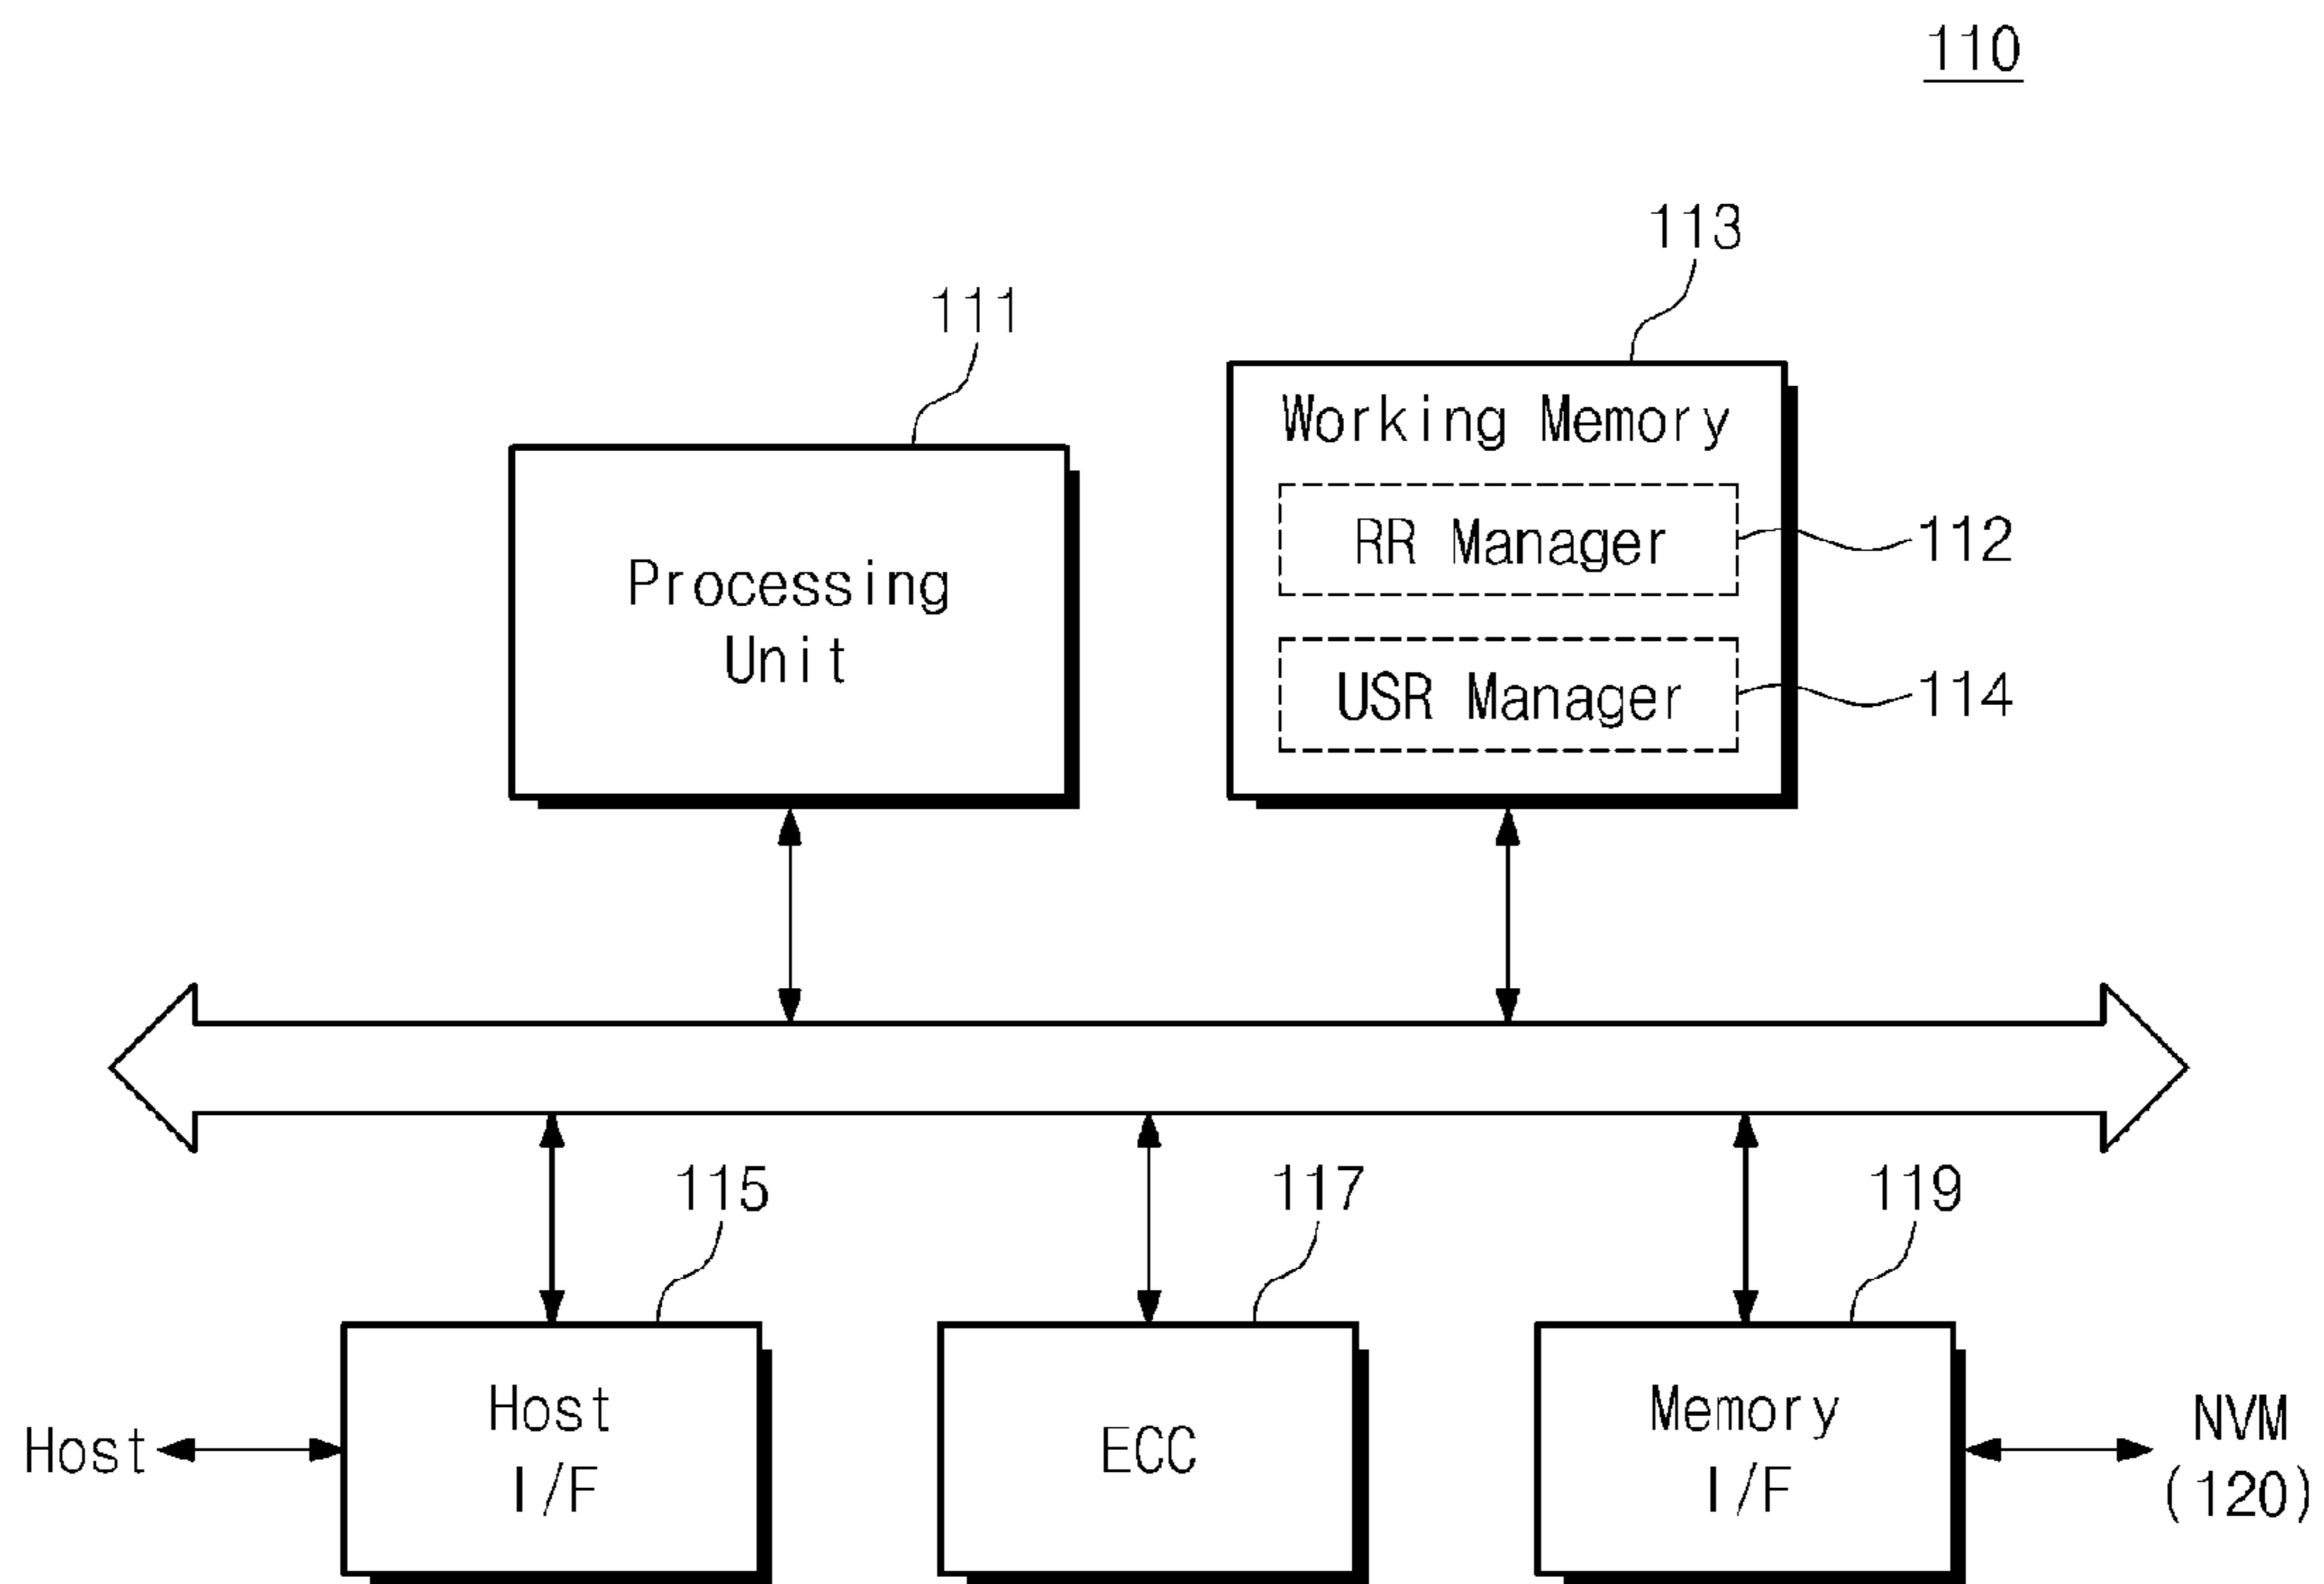 110
113
111
Working Memory
RR Manager
112
Processing
Unit
USR Manager
114
115
117
119
Host
I/F
Host
ECC
Memory
I/F
NVM
(120)